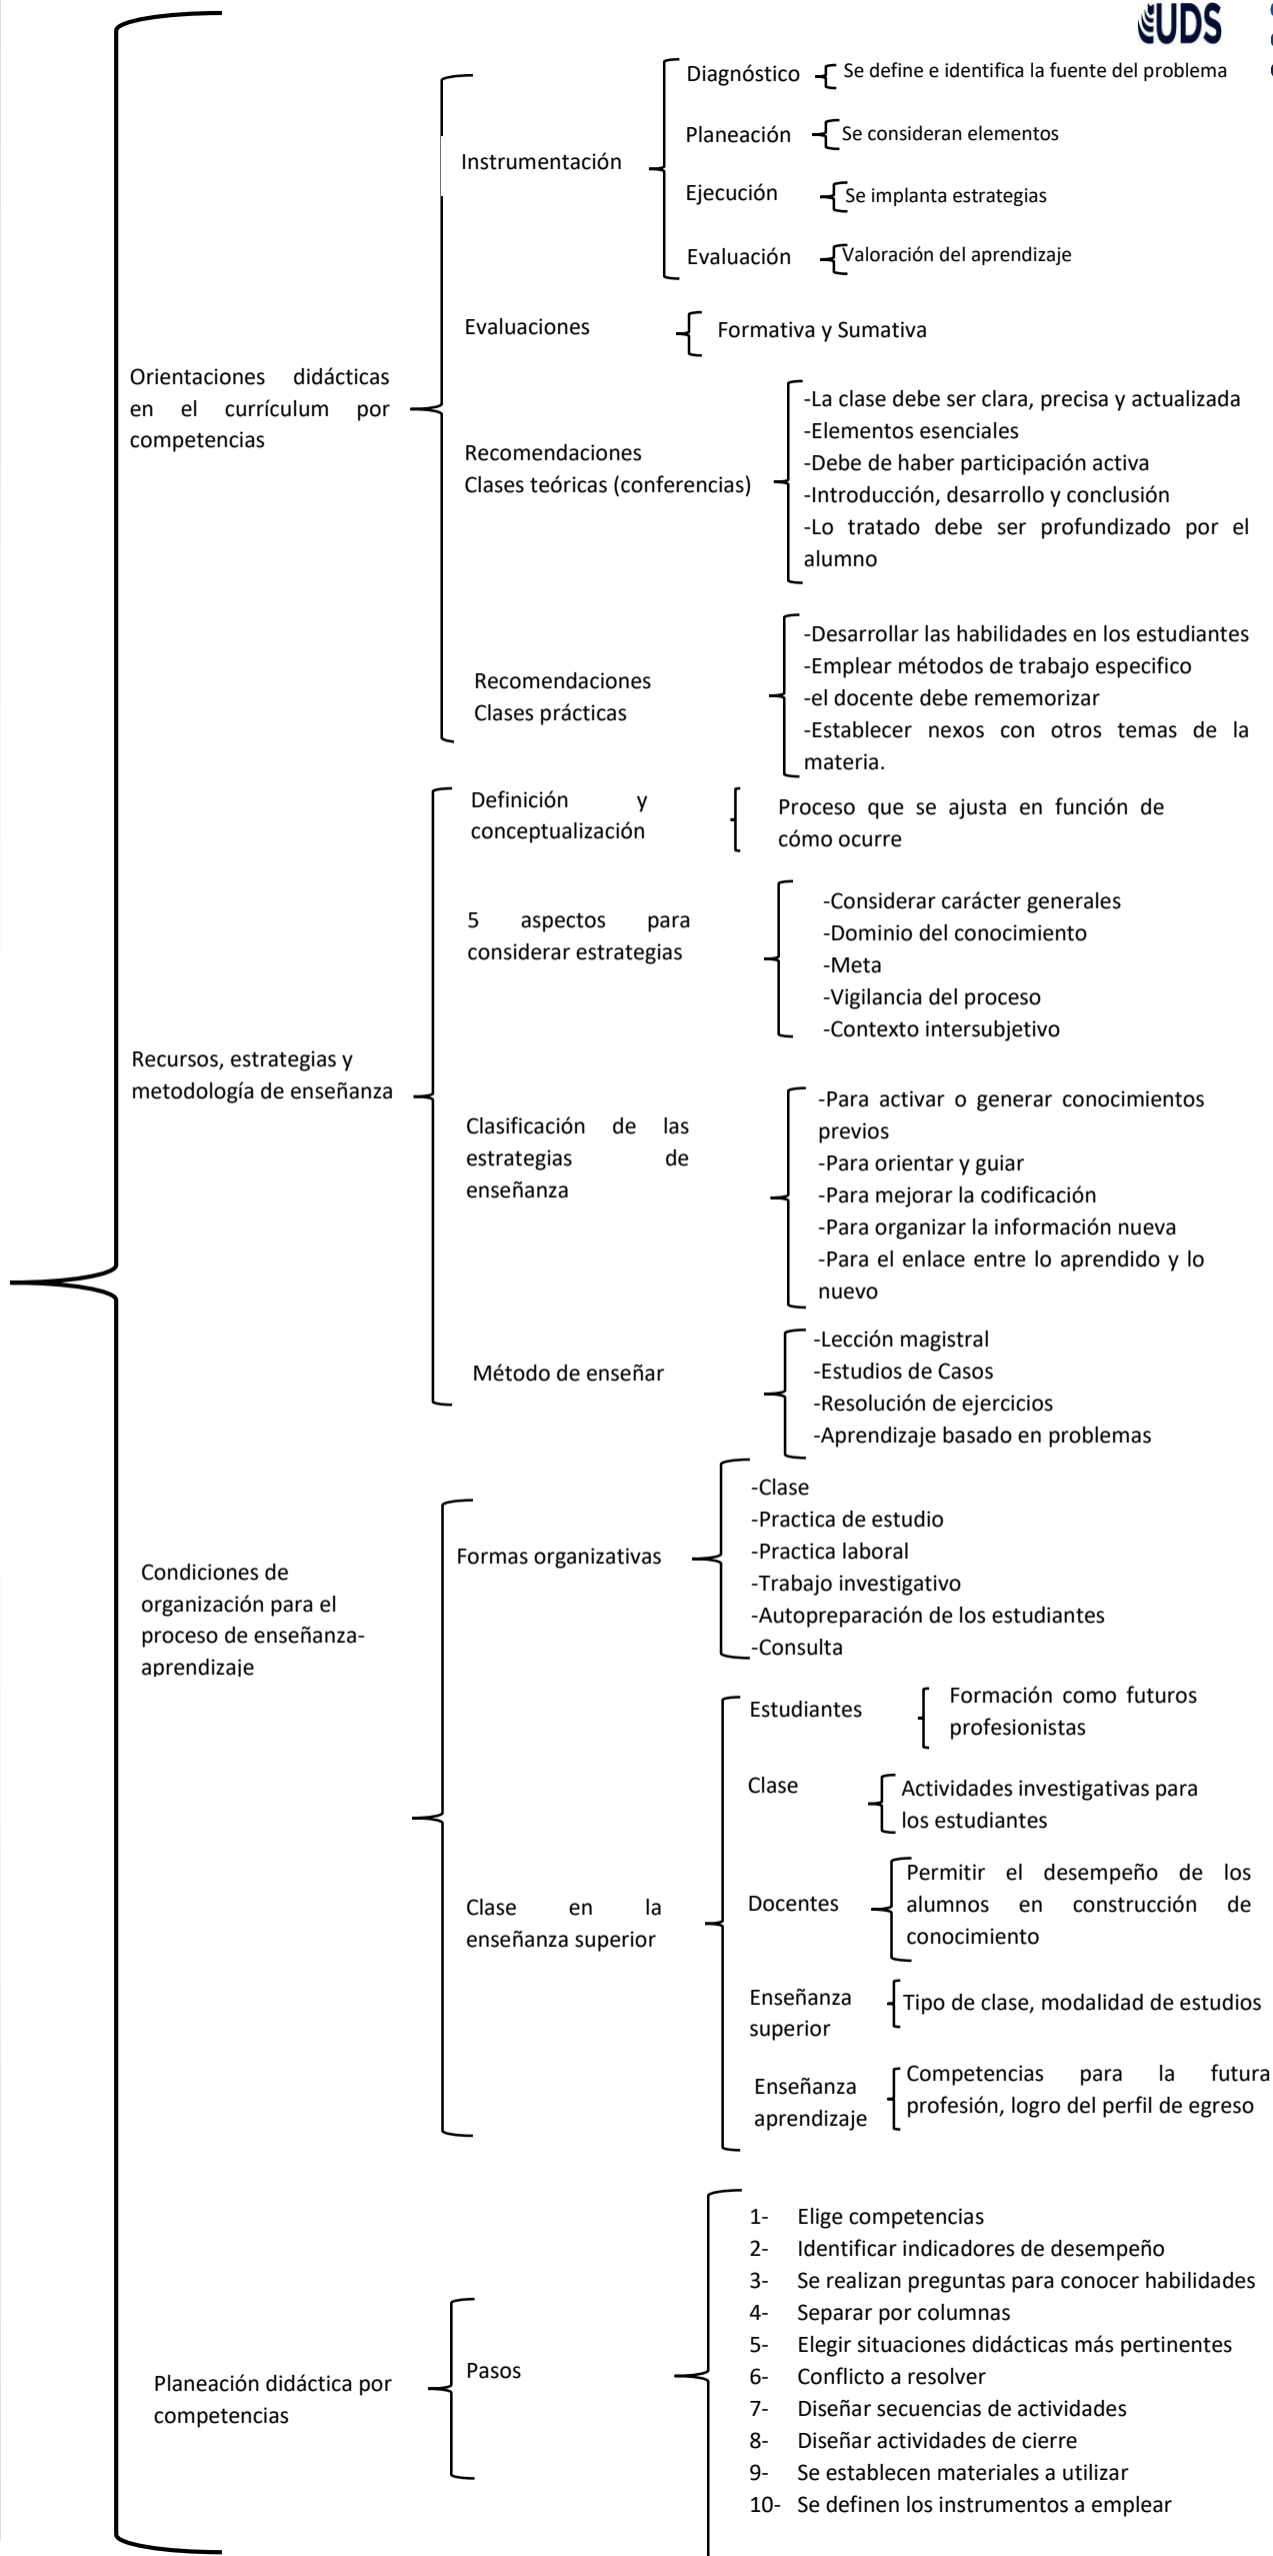 UDS
Orientaciones didácticas
en el currículum por
competencias
Instrumentación
Diagnóstico
Se define e identifica la fuente del problema
Planeación
Se consideran elementos
Ejecución
Se implanta estrategias
Evaluación
Valoración del aprendizaje
Evaluaciones
Formativa y Sumativa
Recomendaciones
Clases teóricas (conferencias)
-La clase debe ser clara, precisa y actualizada
-Elementos esenciales
-Debe de haber participación activa
-Introducción, desarrollo y conclusión
-Lo tratado debe ser profundizado por el
alumno
Recomendaciones
Clases prácticas
-Desarrollar las habilidades en los estudiantes
-Emplear métodos de trabajo especifico
-el docente debe rememorizar
-Establecer nexos con otros temas de la
materia.
Recursos, estrategias y
metodología de enseñanza
Definición y
conceptualización
Proceso que se ajusta en función de
cómo ocurre
5 aspectos para
considerar estrategias
-Considerar carácter generales
-Dominio del conocimiento
-Meta
-Vigilancia del proceso
-Contexto intersubjetivo
Clasificación de las
estrategias de
enseñanza
-Para activar o generar conocimientos
previos
-Para orientar y guiar
-Para mejorar la codificación
-Para organizar la información nueva
-Para el enlace entre lo aprendido y lo
nuevo
Método de enseñar
-Lección magistral
-Estudios de Casos
-Resolución de ejercicios
-Aprendizaje basado en problemas
Condiciones de
organización para el
proceso de enseñanza-
aprendizaje
Formas organizativas
-Clase
-Practica de estudio
-Practica laboral
-Trabajo investigativo
-Autopreparación de los estudiantes
-Consulta
Clase en la
enseñanza superior
Estudiantes
Formación como futuros
profesionistas
Clase
Actividades investigativas para
los estudiantes
Docentes
Permitir el desempeño de los
alumnos en construcción de
conocimiento
Enseñanza
superior
Tipo de clase, modalidad de estudios
Enseñanza
aprendizaje
Competencias para la futura
profesión, logro del perfil de egreso
Planeación didáctica por
competencias
Pasos
1- Elige competencias
2- Identificar indicadores de desempeño
3- Se realizan preguntas para conocer habilidades
4- Separar por columnas
5- Elegir situaciones didácticas más pertinentes
6- Conflicto a resolver
7- Diseñar secuencias de actividades
8- Diseñar actividades de cierre
9- Se establecen materiales a utilizar
10- Se definen los instrumentos a emplear